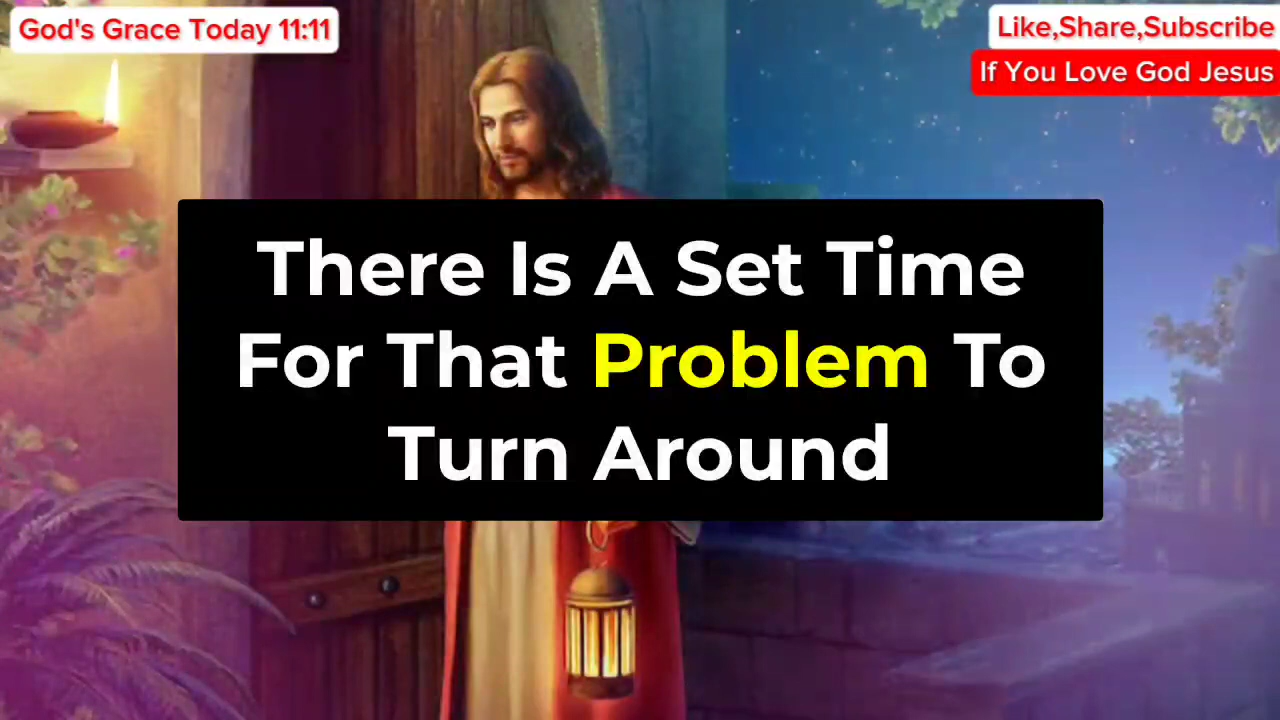 God's Grace Today 11:11
Like,Share,Subscribe
If You Love God Jesus
There Is A Set Time
For That Problem To
Turn Around